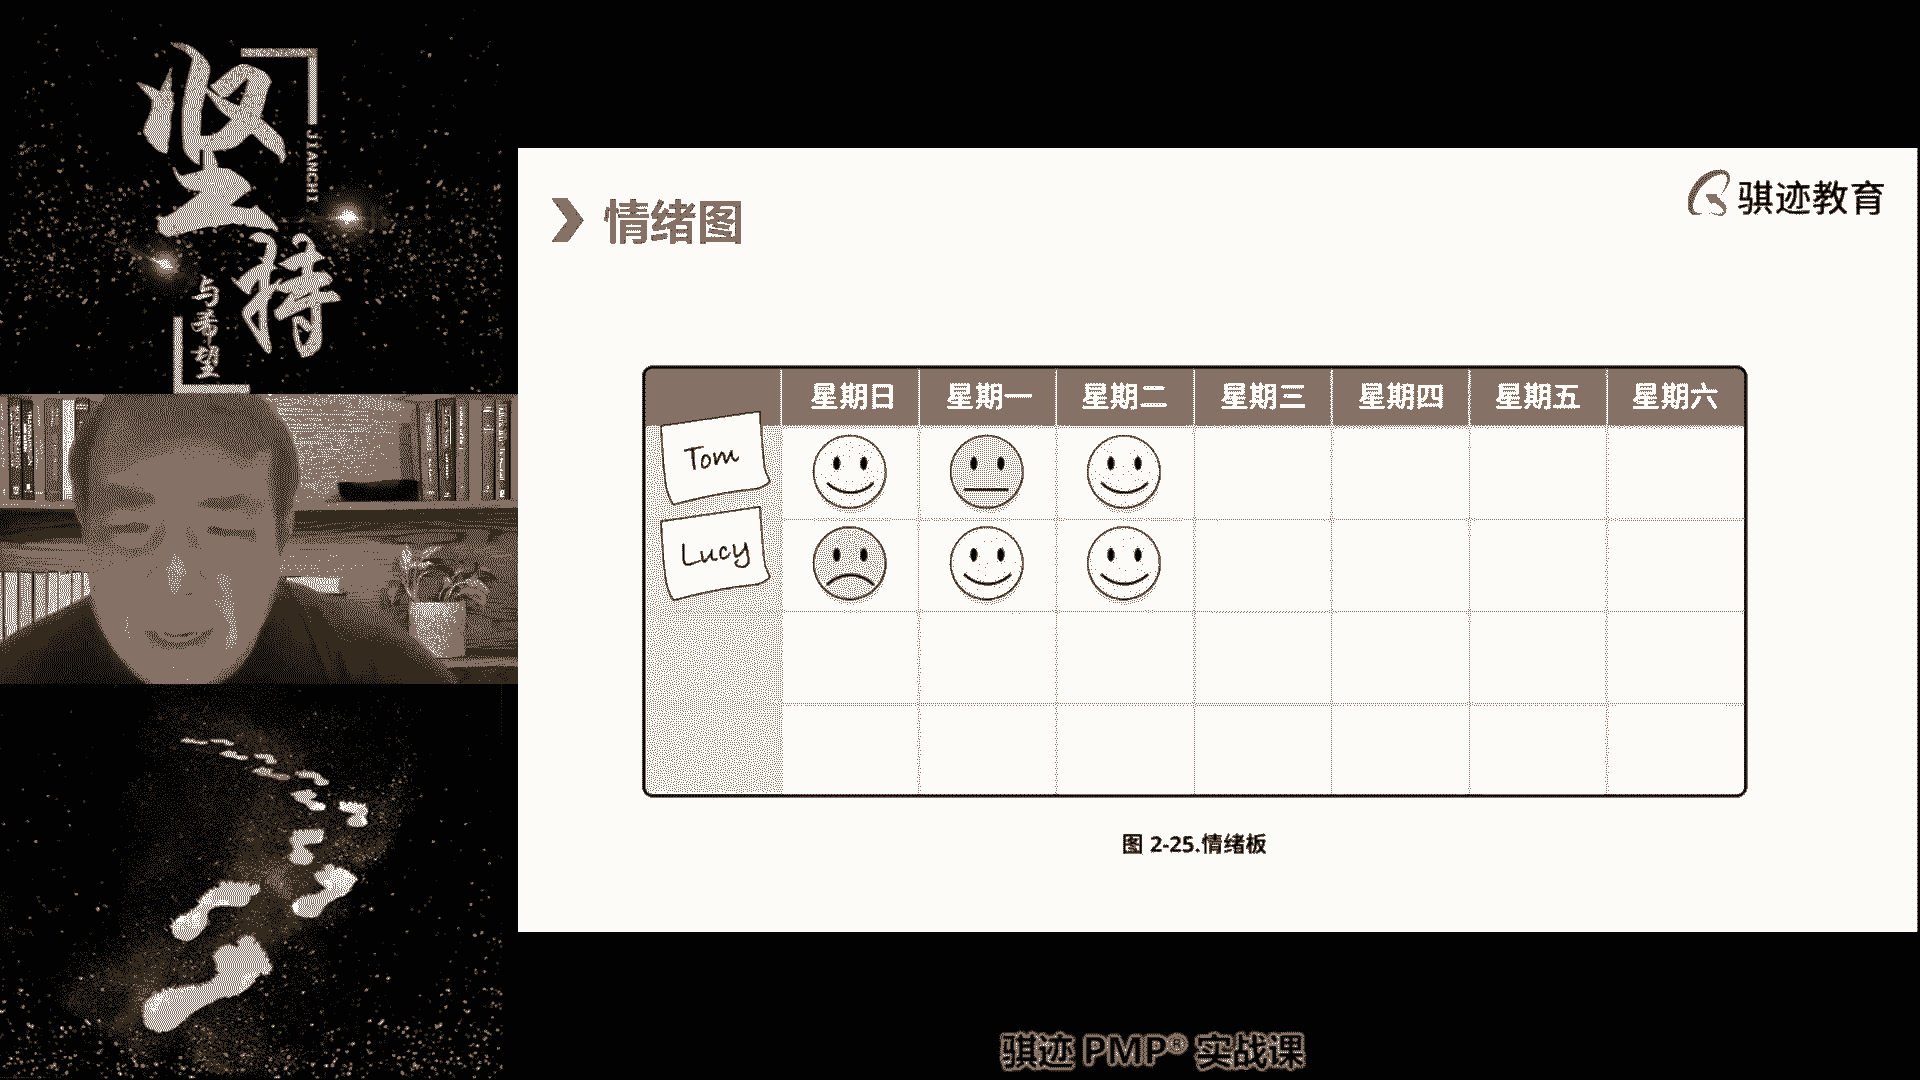 坚持
JIANCHI
与希望
情绪图
骐迹教育
星期日 星期一 星期二 星期三 星期四 星期五 星期六
Tom
Lucy
图 2-25.情绪板
骐迹 PMP® 实战课